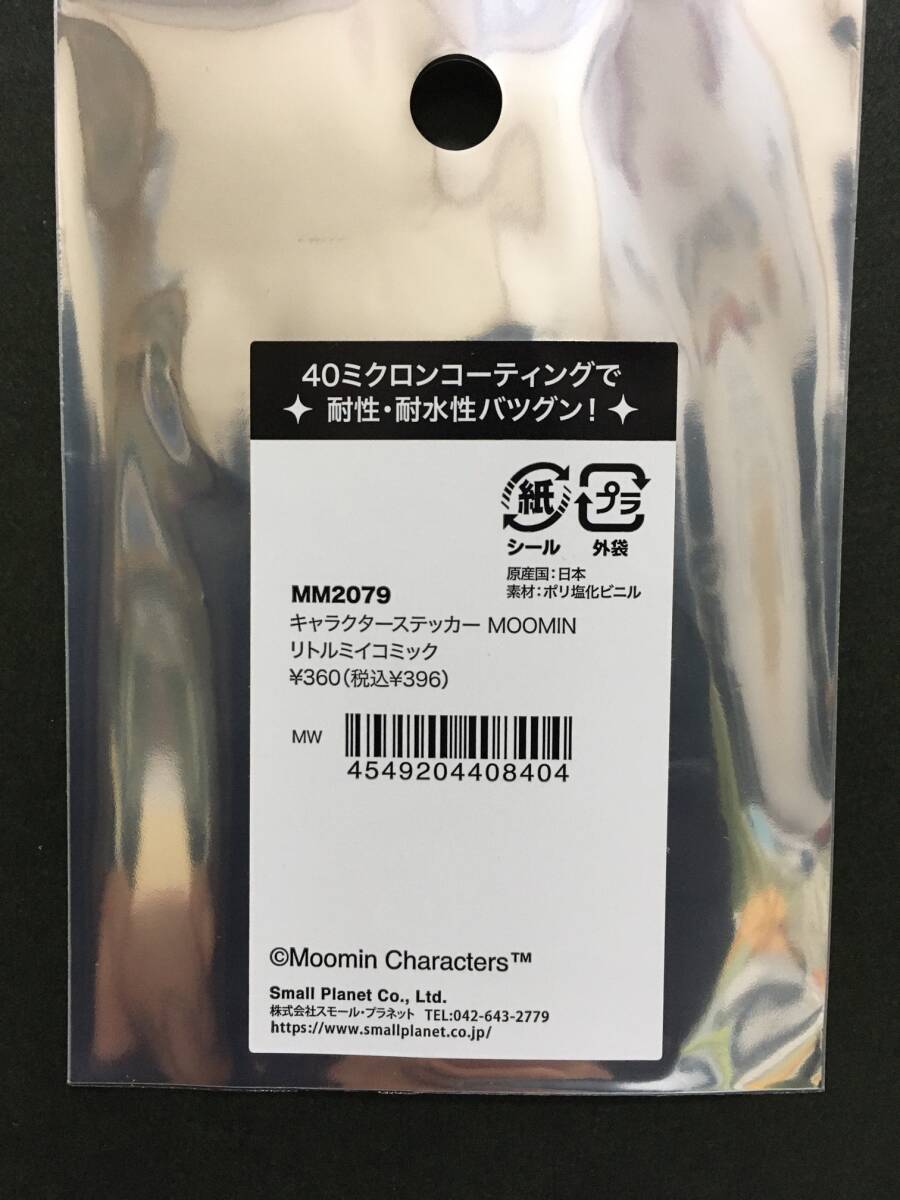 40ミクロンコーティングで
耐性・耐水性バツグン！
紙
プラ
シール
外袋
原産国：日本
素材：ポリ塩化ビニル
MM2079
キャラクターステッカー MOOMIN
リトルミイコミック
¥360（税込¥396）
MW
4549204408404
©Moomin Characters™
Small Planet Co., Ltd.
株式会社スモール・プラネット TEL:042-643-2779
https://www.smallplanet.co.jp/